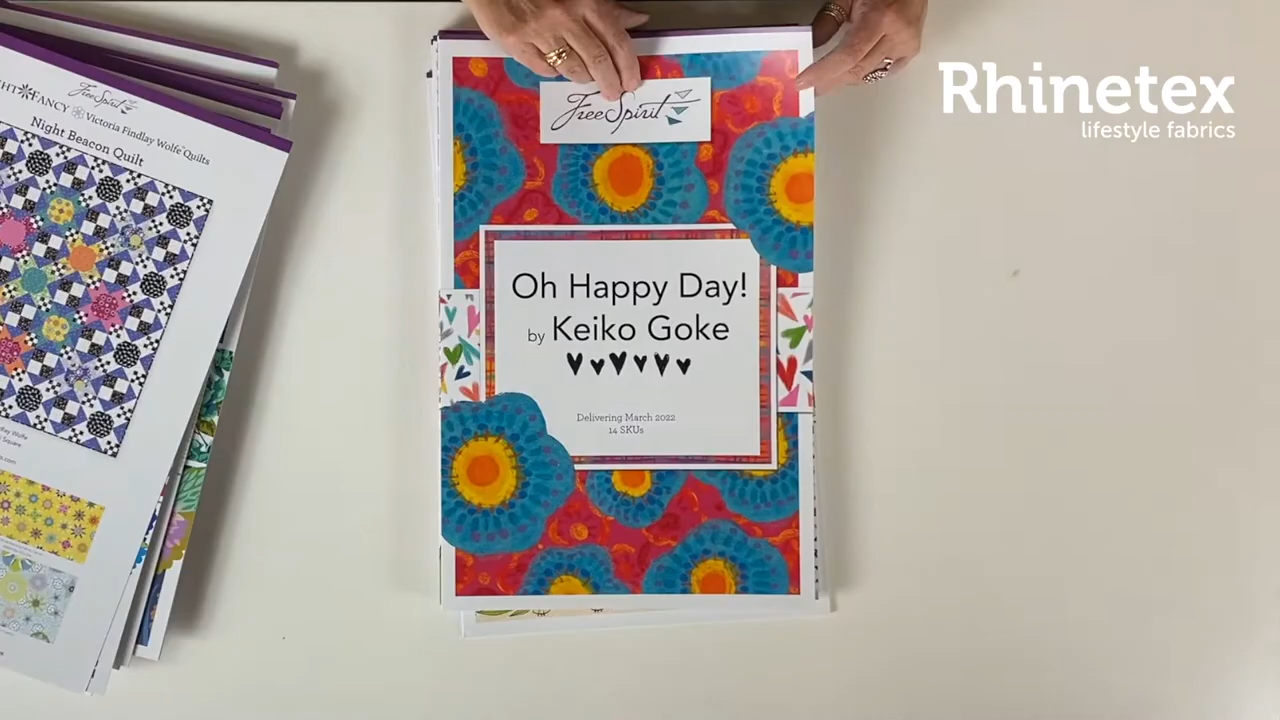 FreeSpirit
Victoria Findlay Wolfe Quilts
Night Beacon Quilt
FreeSpirit
Oh Happy Day!
by Keiko Goke
Delivering March 2022
14 SKUs
Rhinetex
lifestyle fabrics